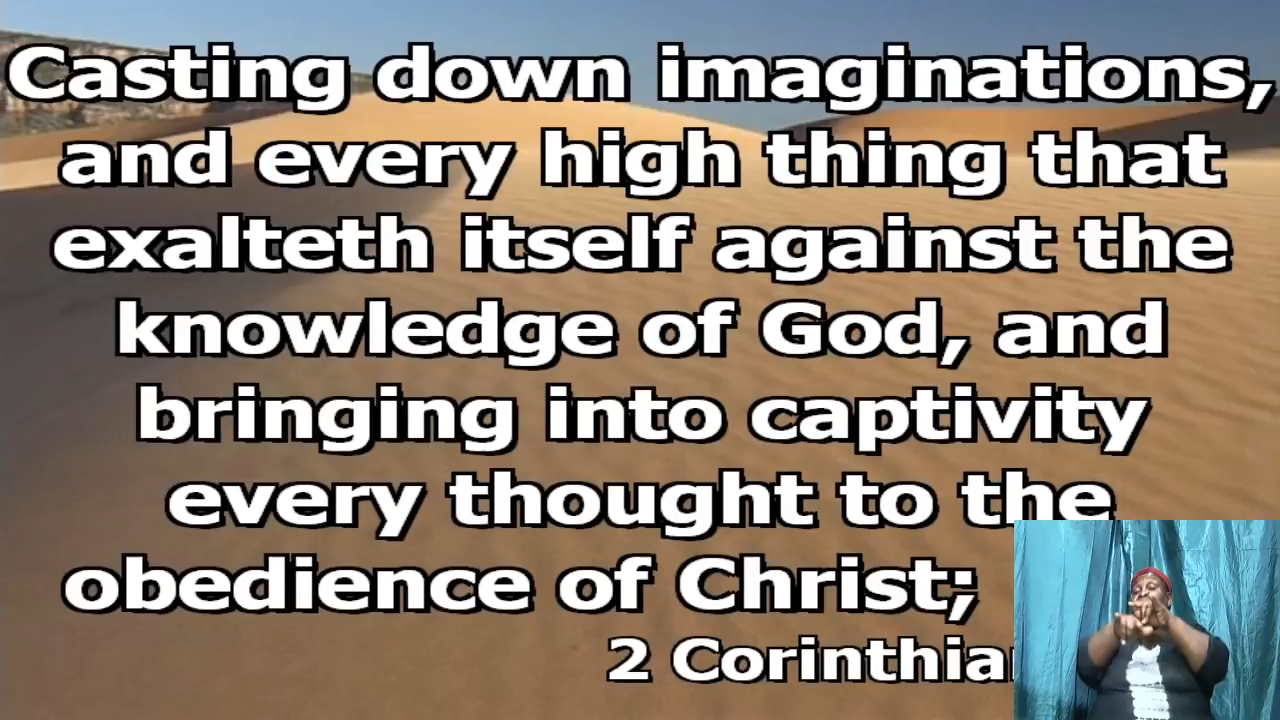 Casting down imaginations,
and every high thing that
exalteth itself against the
knowledge of God, and
bringing into captivity
every thought to the
obedience of Christ;
2